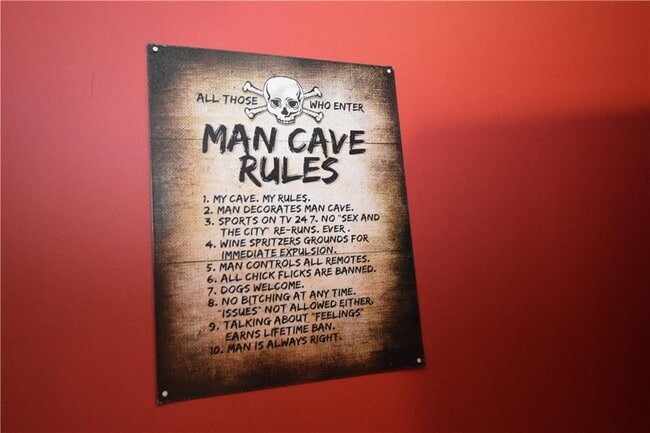 ALL THOSE WHO ENTER
MAN CAVE
RULES
1. MY CAVE. MY RULES.
2. MAN DECORATES MAN CAVE.
3. SPORTS ON TV 24 7. NO "SEX AND
THE CITY" RE-RUNS. EVER.
4. WINE SPRITZERS GROUNDS FOR
IMMEDIATE EXPULSION.
5. MAN CONTROLS ALL REMOTES.
6. ALL CHICK FLICKS ARE BANNED.
7. DOGS WELCOME.
8. NO BITCHING AT ANY TIME.
"ISSUES" NOT ALLOWED EITHER.
9. TALKING ABOUT "FEELINGS"
EARNS LIFETIME BAN.
10. MAN IS ALWAYS RIGHT.